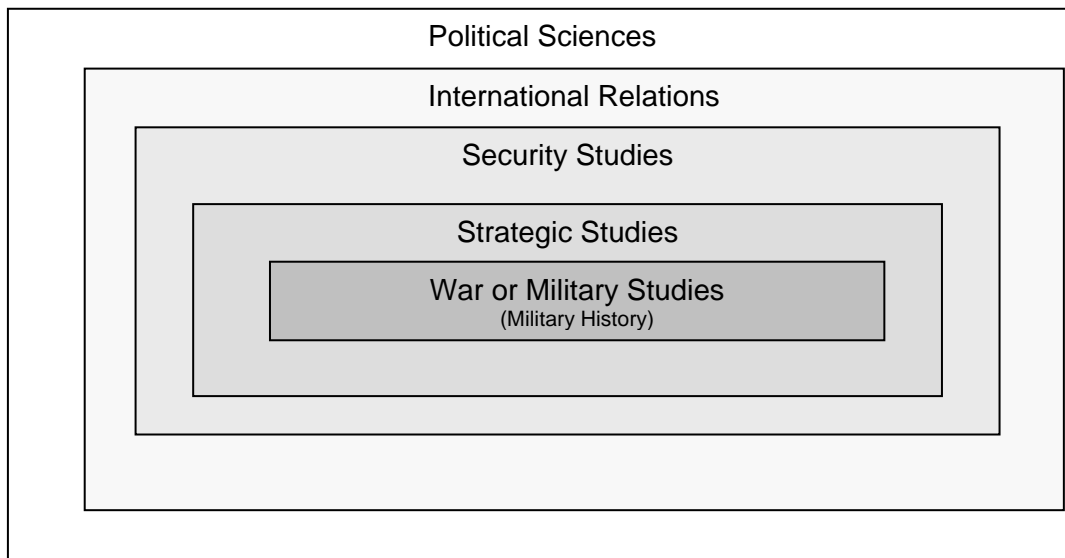 Political Sciences
International Relations
Security Studies
Strategic Studies
War or Military Studies
(Military History)